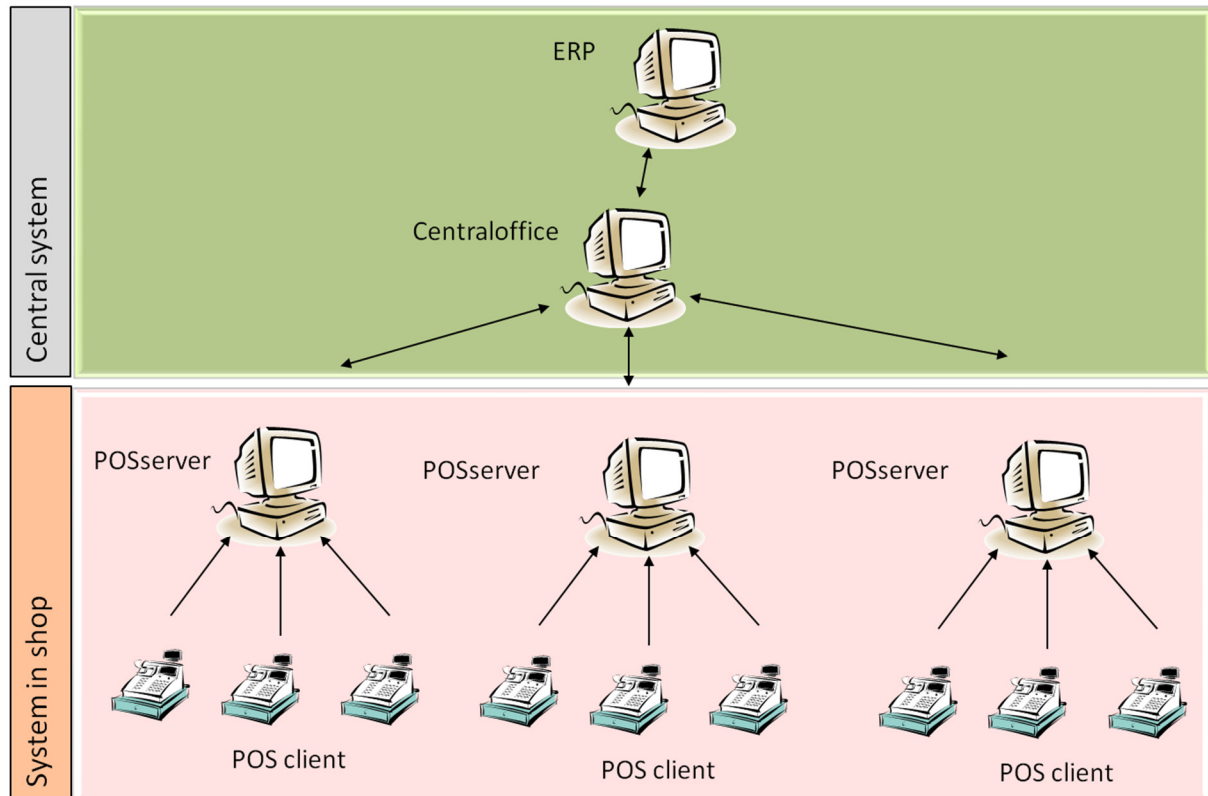 Central system
ERP
Centraloffice
System in shop
POSserver
POSserver
POSserver
POS client
POS client
POS client